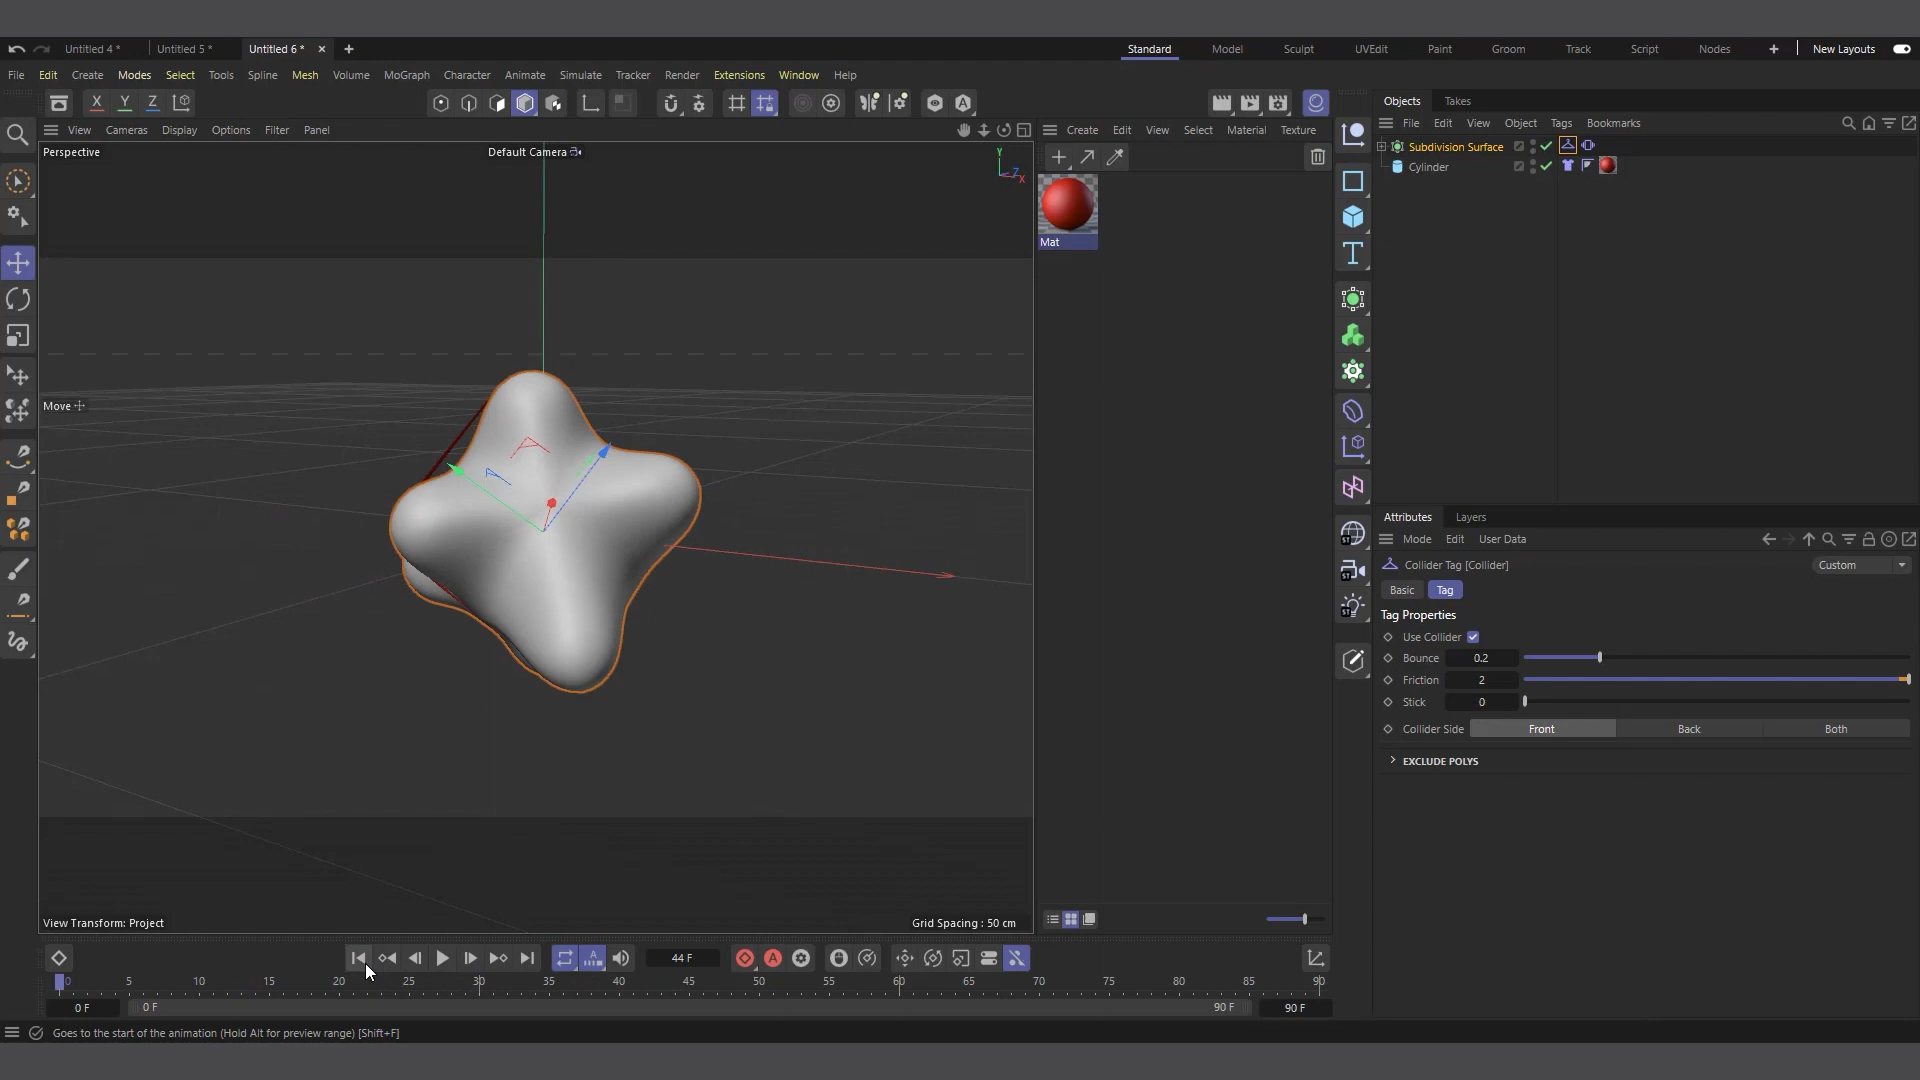 Untitled 4 * Untitled 5 * Untitled 6 * × + Standard Model Sculpt UVEdit Paint Groom Track Script Nodes + New Layouts
File Edit Create Modes Select Tools Spline Mesh Volume MoGraph Character Animate Simulate Tracker Render Extensions Window Help
X Y Z
Objects Takes
View Cameras Display Options Filter Panel
Create Edit View Select Material Texture
File Edit View Object Tags Bookmarks
Perspective Default Camera
Y Z X
Subdivision Surface
Cylinder
Mat
Move
Attributes Layers
Mode Edit User Data
Collider Tag [Collider] Custom
Basic Tag
Tag Properties
Use Collider
Bounce 0.2
Friction 2
Stick 0
Collider Side Front Back Both
EXCLUDE POLYS
ST
ST
ST
View Transform: Project Grid Spacing : 50 cm
44 F
0 5 10 15 20 25 30 35 40 45 50 55 60 65 70 75 80 85 90
0 F 0 F 90 F 90 F
Goes to the start of the animation (Hold Alt for preview range) [Shift+F]